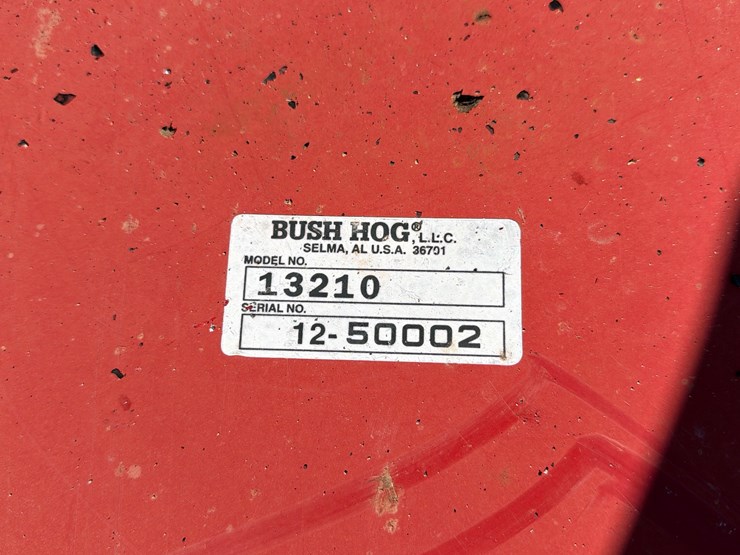 BUSH HOG®, L.L.C.
SELMA, AL U.S.A. 36701
MODEL NO.
13210
SERIAL NO.
12-50002